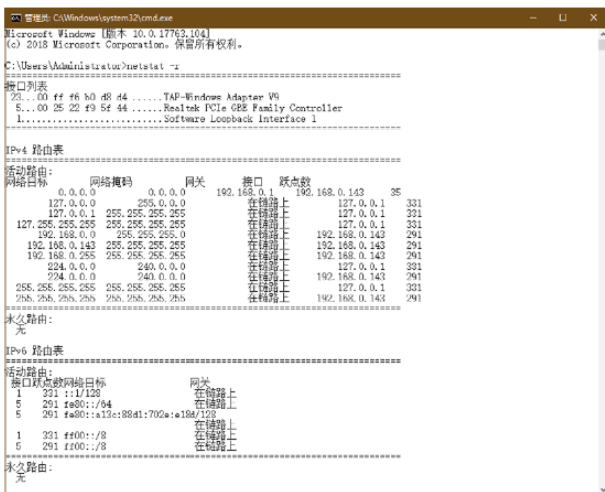 管理员: C:\Windows\system32\cmd.exe
Microsoft Windows [版本 10.0.17763.104]
(c) 2018 Microsoft Corporation。保留所有权利。
C:\Users\Administrator>netstat -r
===========================================================================
接口列表
23...00 ff f6 b0 d8 d4 ......TAP-Windows Adapter V9
5...00 25 22 f9 5f 44 ......Realtek PCIe GBE Family Controller
1...........................Software Loopback Interface 1
===========================================================================
IPv4 路由表
===========================================================================
活动路由:
网络目标 网络掩码 网关 接口 跃点数
0.0.0.0 0.0.0.0 192.168.0.1 192.168.0.143 35
127.0.0.0 255.0.0.0 在链路上 127.0.0.1 331
127.0.0.1 255.255.255.255 在链路上 127.0.0.1 331
127.255.255.255 255.255.255.255 在链路上 127.0.0.1 331
192.168.0.0 255.255.255.0 在链路上 192.168.0.143 291
192.168.0.143 255.255.255.255 在链路上 192.168.0.143 291
192.168.0.255 255.255.255.255 在链路上 192.168.0.143 291
224.0.0.0 240.0.0.0 在链路上 127.0.0.1 331
224.0.0.0 240.0.0.0 在链路上 192.168.0.143 291
255.255.255.255 255.255.255.255 在链路上 127.0.0.1 331
255.255.255.255 255.255.255.255 在链路上 192.168.0.143 291
===========================================================================
永久路由:
无
IPv6 路由表
===========================================================================
活动路由:
接口跃点数网络目标 网关
1 331 ::1/128 在链路上
5 291 fe80::/64 在链路上
5 291 fe80::a13c:88d1:702e:e18d/128
在链路上
1 331 ff00::/8 在链路上
5 291 ff00::/8 在链路上
===========================================================================
永久路由:
无